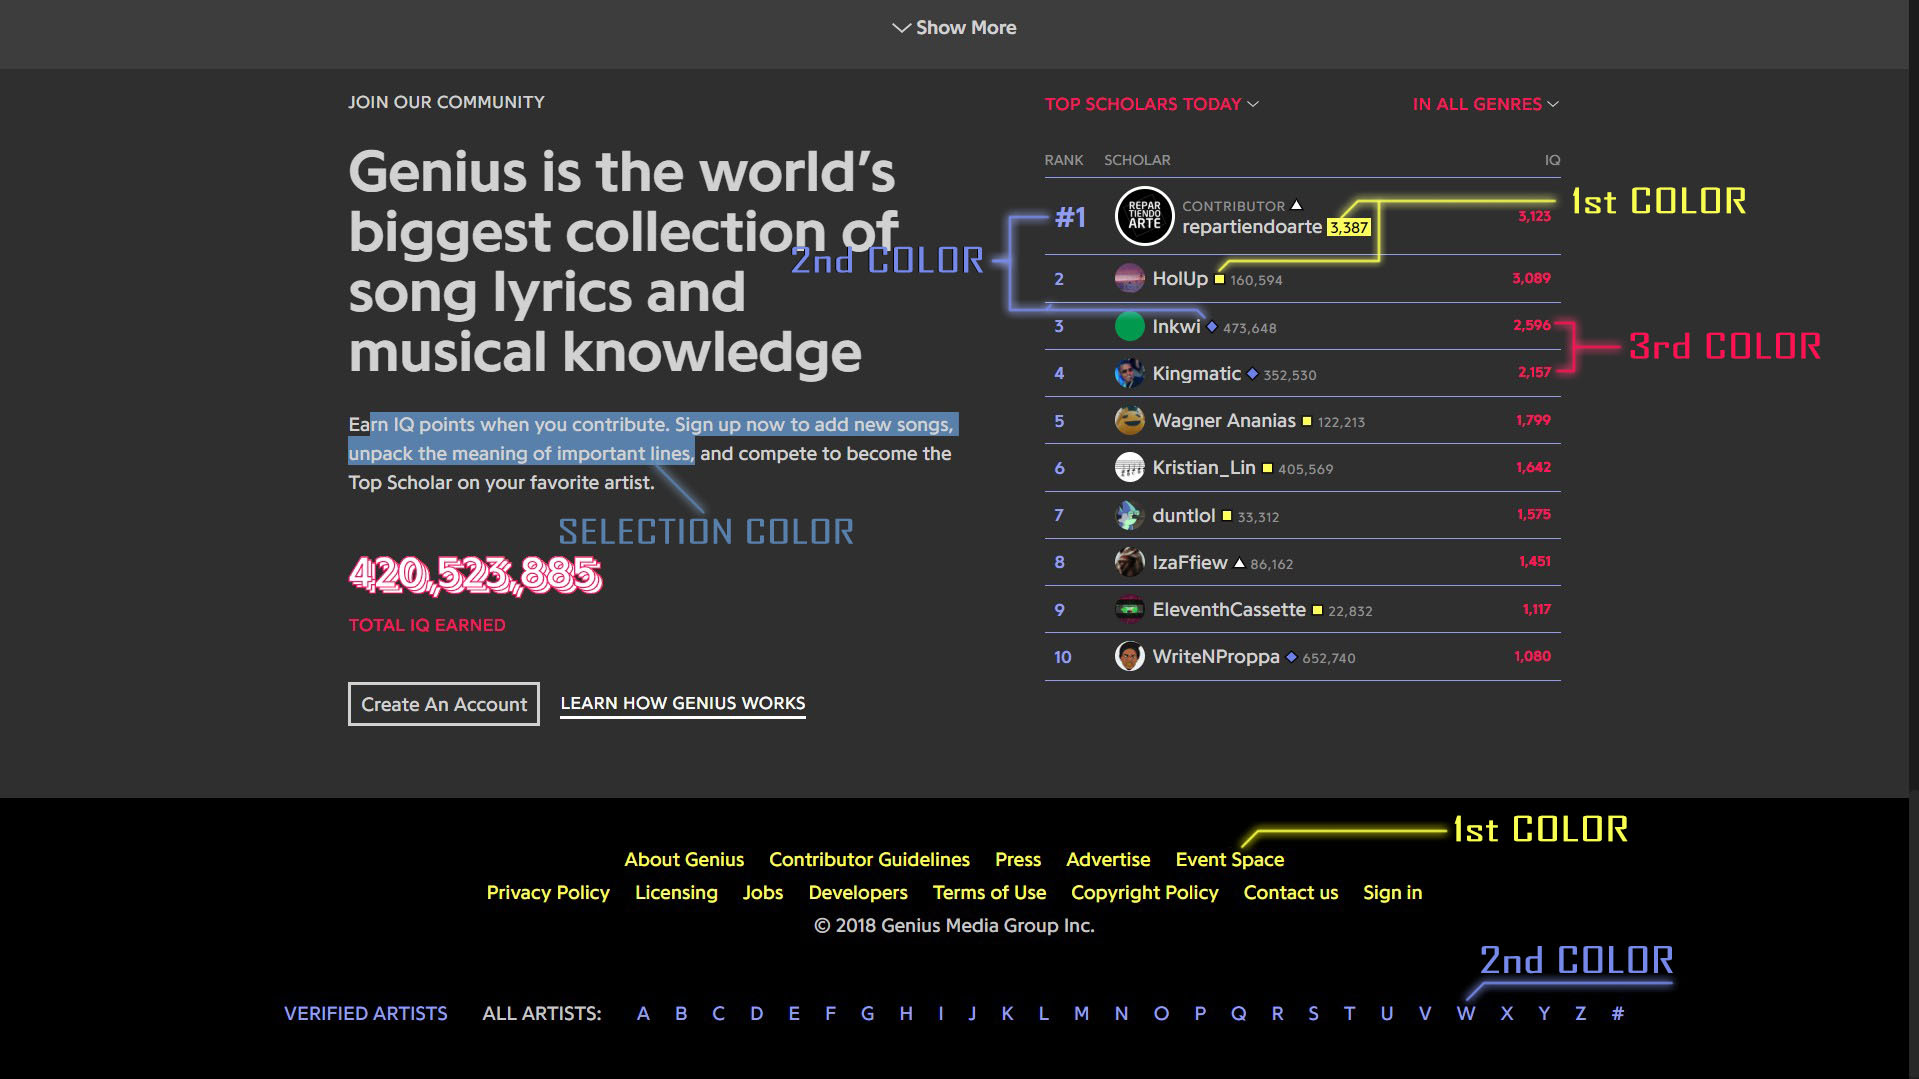 Show More
JOIN OUR COMMUNITY
Genius is the world's
biggest collection of
song lyrics and
musical knowledge
Earn IQ points when you contribute. Sign up now to add new songs,
unpack the meaning of important lines, and compete to become the
Top Scholar on your favorite artist.
SELECTION COLOR
420,523,885
TOTAL IQ EARNED
Create An Account LEARN HOW GENIUS WORKS
TOP SCHOLARS TODAY IN ALL GENRES
RANK SCHOLAR IQ
1st COLOR
2nd COLOR
3rd COLOR
REPAR
TIENDO
ARTE
CONTRIBUTOR
#1 repartiendoarte 3,387 3,123
2 HolUp 160,594 3,089
3 Inkwi 473,648 2,596
4 Kingmatic 352,530 2,157
5 Wagner Ananias 122,213 1,799
6 Kristian_Lin 405,569 1,642
7 duntlol 33,312 1,575
8 IzaFfiew 86,162 1,451
9 EleventhCassette 22,832 1,117
10 WriteNProppa 652,740 1,080
1st COLOR
About Genius Contributor Guidelines Press Advertise Event Space
Privacy Policy Licensing Jobs Developers Terms of Use Copyright Policy Contact us Sign in
© 2018 Genius Media Group Inc.
2nd COLOR
VERIFIED ARTISTS ALL ARTISTS: A B C D E F G H I J K L M N O P Q R S T U V W X Y Z #